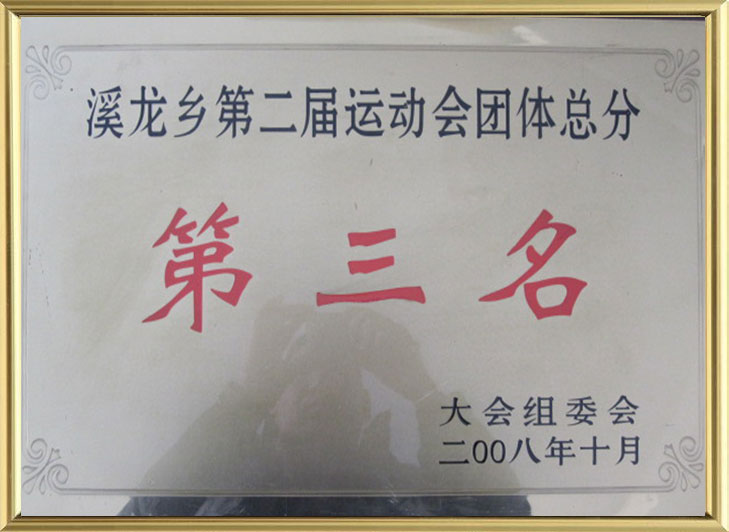 溪龙乡第二届运动会团体总分
第三名
大会组委会
二00八年十月